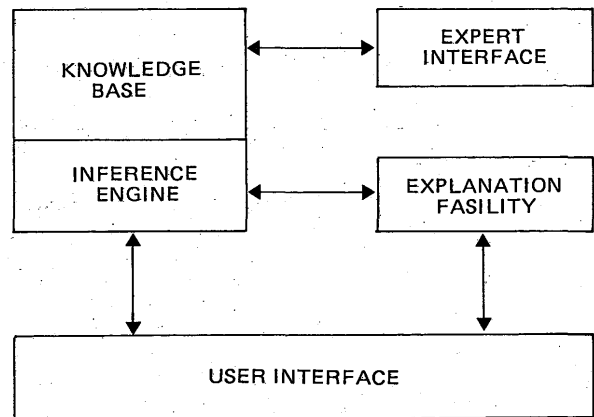 KNOWLEDGE
BASE
EXPERT
INTERFACE
INFERENCE
ENGINE
EXPLANATION
FASILITY
USER INTERFACE